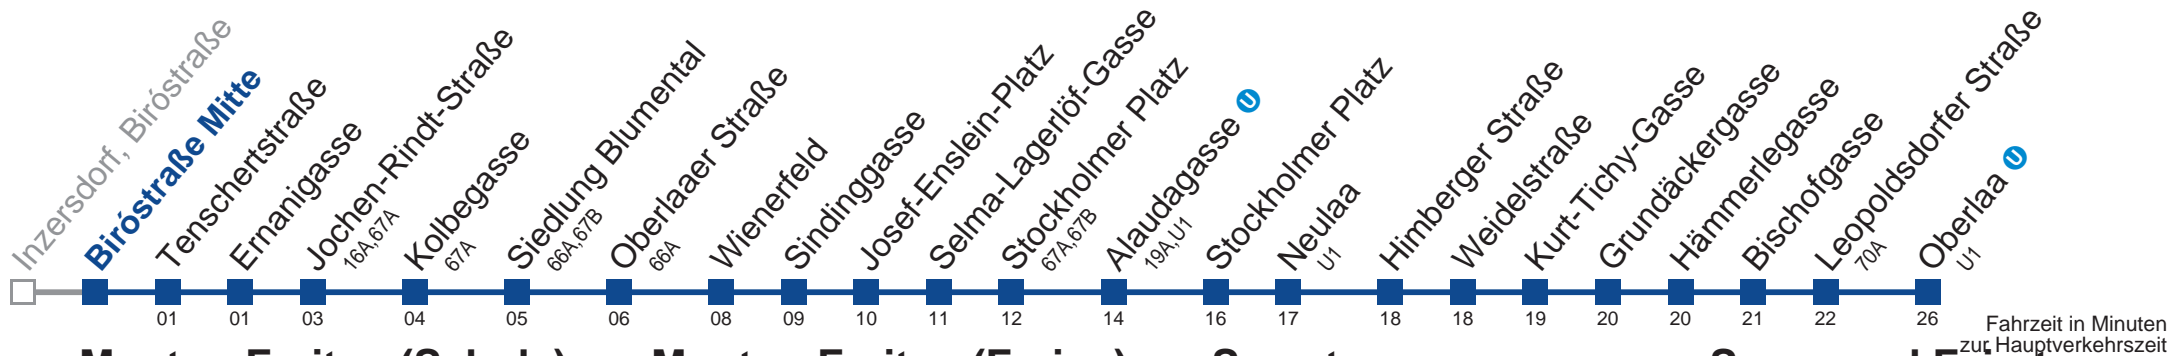 Inzersdorf, Biróstraße
Biróstraße Mitte
Tenschertstraße
Ernanigasse
Jochen-Rindt-Straße
16A,67A
Kolbegasse
67A
Siedlung Blumental
66A,67B
Oberlaaer Straße
66A
Wienerfeld
Sindinggasse
Josef-Enslein-Platz
Selma-Lagerlöf-Gasse
Stockholmer Platz
67A,67B
Alaudagasse U
19A,U1
Stockholmer Platz
Neulaa
U1
Himberger Straße
Weidelstraße
Kurt-Tichy-Gasse
Grundäckergasse
Hämmerlegasse
Bischofgasse
Leopoldsdorfer Straße
70A
Oberlaa U
U1
01 01 03 04 05 06 08 09 10 11 12 14 16 17 18 18 19 20 20 21 22 26
Fahrzeit in Minuten
zur Hauptverkehrszeit